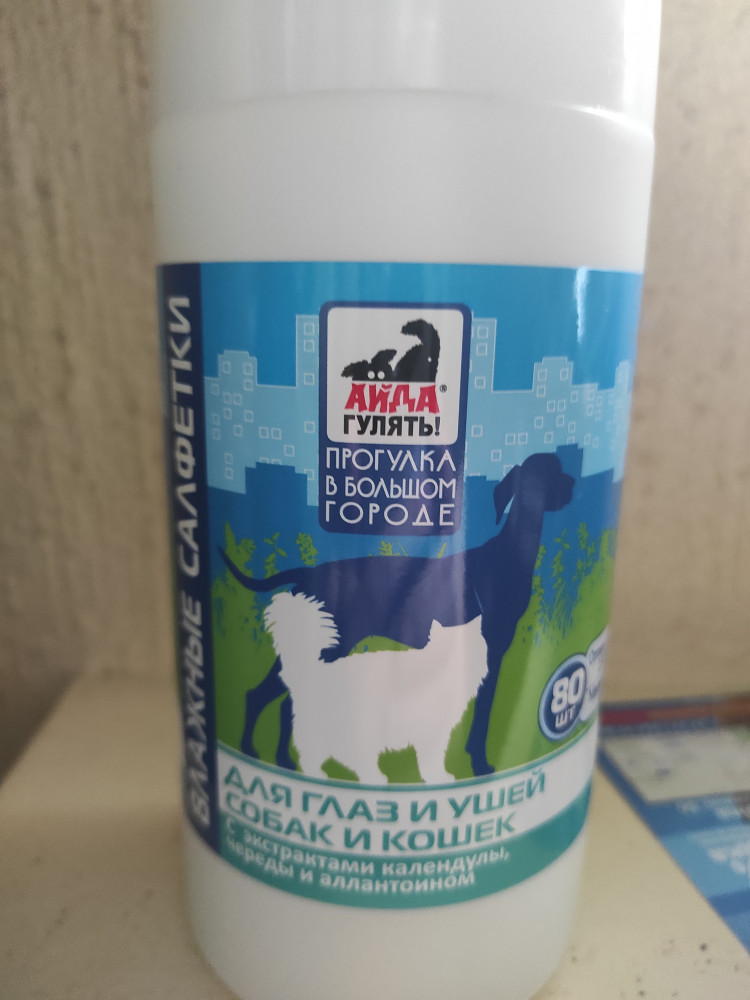 ВЛАЖНЫЕ САЛФЕТКИ
АЙДА®
ГУЛЯТЬ!
ПРОГУЛКА
В БОЛЬШОМ
ГОРОДЕ
80
ШТ
ДЛЯ ГЛАЗ И УШЕЙ
СОБАК И КОШЕК
С экстрактами календулы,
череды и аллантоином